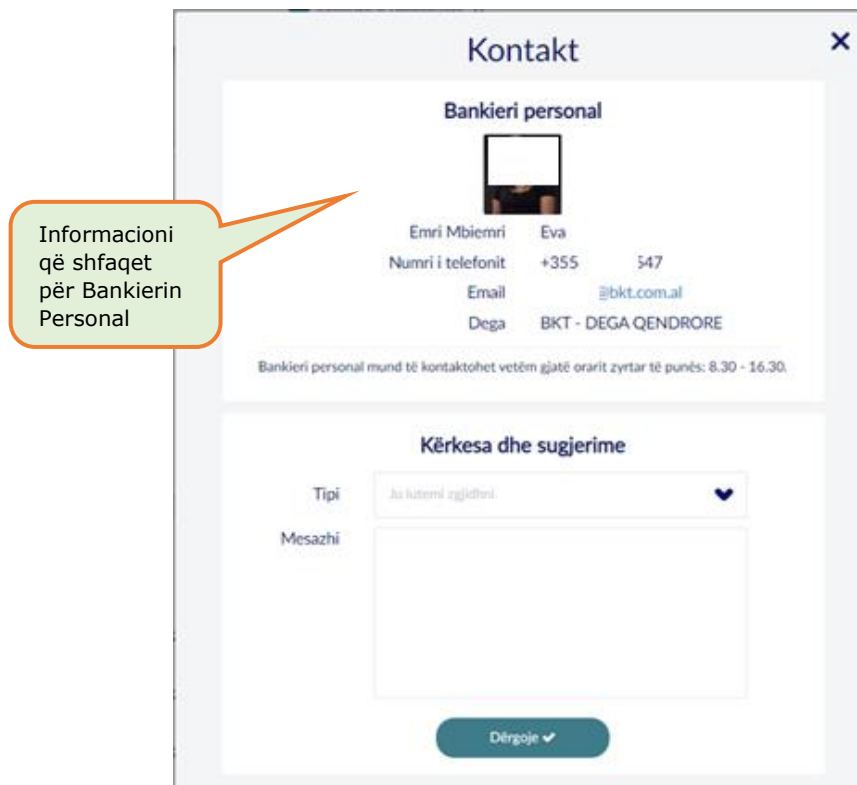 Kontakt
Bankieri personal
Informacioni
që shfaqet
për Bankierin
Personal
Emri Mbiemri Eva
Numri i telefonit +355 547
Email @bkt.com.al
Dega BKT - DEGA QENDRORE
Bankieri personal mund të kontaktohet vetëm gjatë orarit zyrtar të punës: 8.30 - 16.30.
Kërkesa dhe sugjerime
Tipi Ju lutemi zgjidhni
Mesazhi
Dërgoje